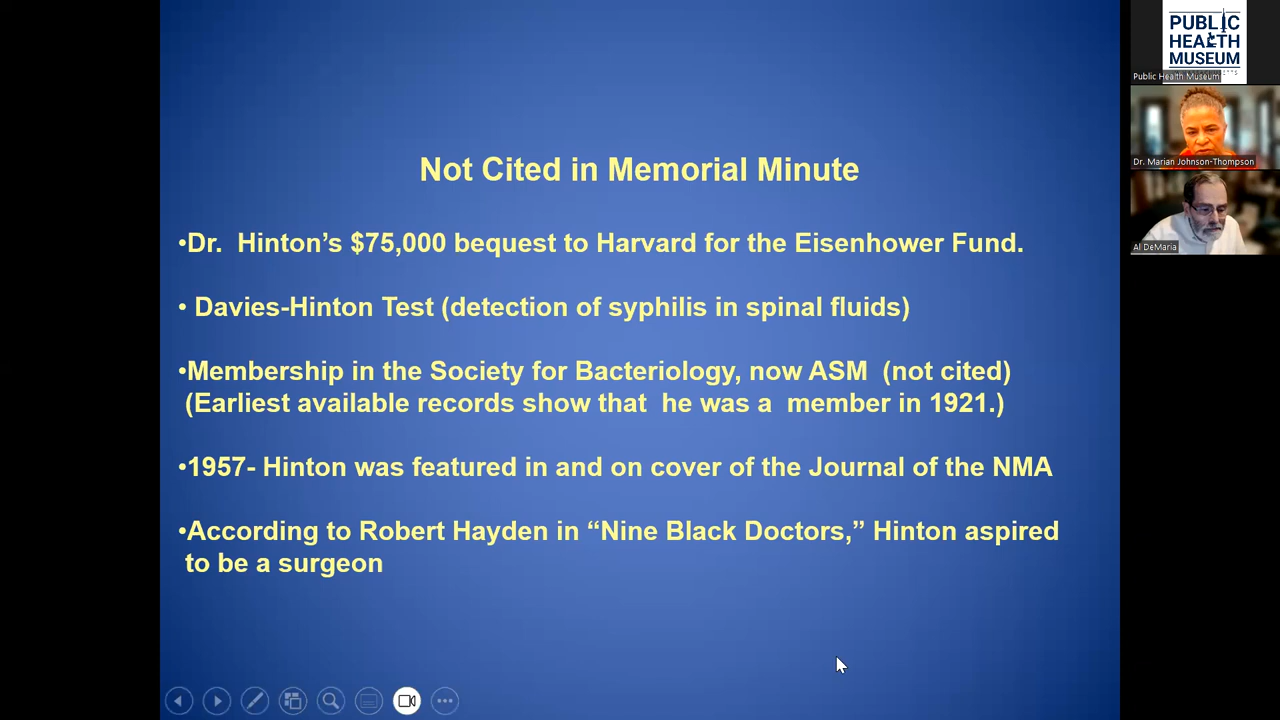 Not Cited in Memorial Minute
•Dr.  Hinton’s $75,000 bequest to Harvard for the Eisenhower Fund.
• Davies-Hinton Test (detection of syphilis in spinal fluids)
•Membership in the Society for Bacteriology, now ASM  (not cited)
(Earliest available records show that  he was a  member in 1921.)
•1957- Hinton was featured in and on cover of the Journal of the NMA
•According to Robert Hayden in “Nine Black Doctors,” Hinton aspired
to be a surgeon
PUBLIC
HEALTH
MUSEUM
Public Health Museum
Dr. Marian Johnson-Thompson
Al DeMaria